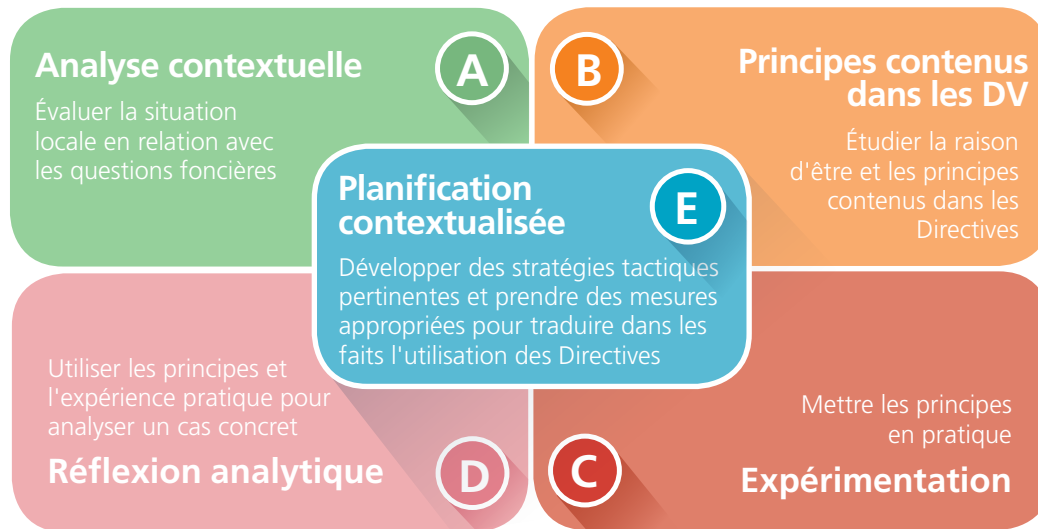 Analyse contextuelle
Évaluer la situation
locale en relation avec
les questions foncières
A
B
Principes contenus
dans les DV
Étudier la raison
d'être et les principes
contenus dans les
Directives
Planification
contextualisée
E
Développer des stratégies tactiques
pertinentes et prendre des mesures
appropriées pour traduire dans les
faits l'utilisation des Directives
Utiliser les principes et
l'expérience pratique pour
analyser un cas concret
Réflexion analytique
D
C
Mettre les principes
en pratique
Expérimentation